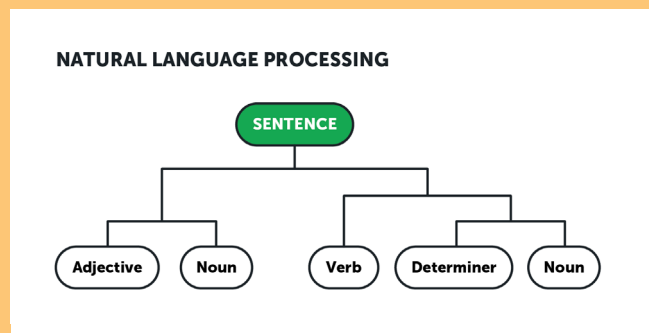 NATURAL LANGUAGE PROCESSING
SENTENCE
Adjective Noun Verb Determiner Noun